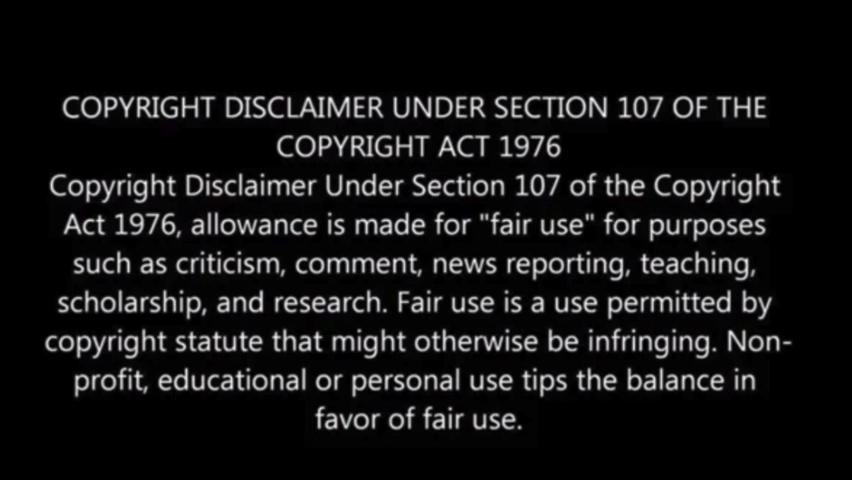 COPYRIGHT DISCLAIMER UNDER SECTION 107 OF THE
COPYRIGHT ACT 1976
Copyright Disclaimer Under Section 107 of the Copyright
Act 1976, allowance is made for "fair use" for purposes
such as criticism, comment, news reporting, teaching,
scholarship, and research. Fair use is a use permitted by
copyright statute that might otherwise be infringing. Non-
profit, educational or personal use tips the balance in
favor of fair use.